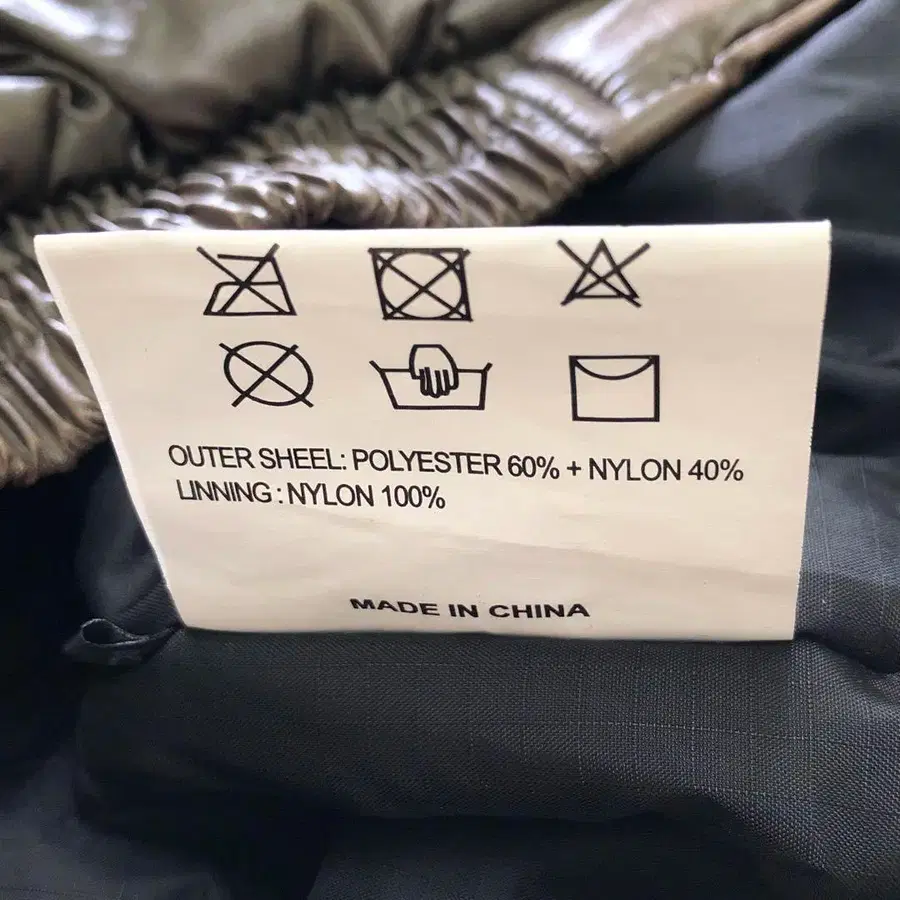 OUTER SHEEL: POLYESTER 60% + NYLON 40%
LINNING : NYLON 100%
MADE IN CHINA